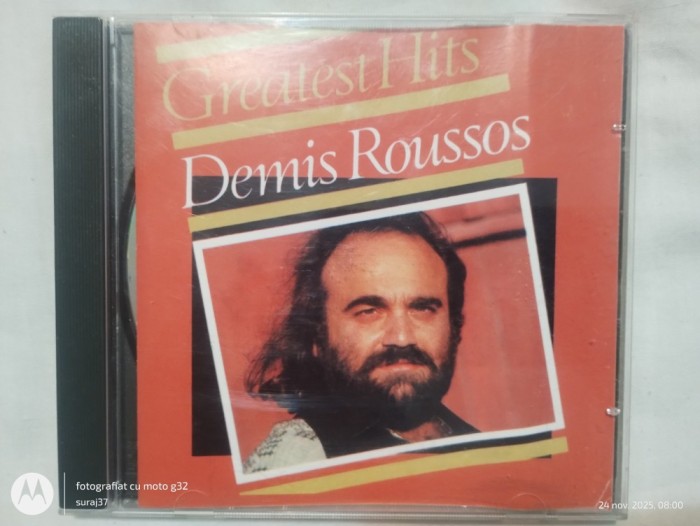 Greatest Hits
Demis Roussos
fotografiat cu moto g32
suraj37
24 nov. 2025, 08:00